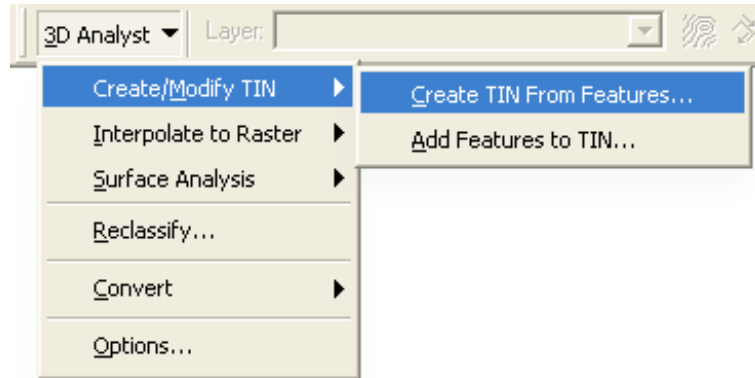 3D Analyst Layer:
Create/Modify TIN
Create TIN From Features...
Interpolate to Raster
Add Features to TIN...
Surface Analysis
Reclassify...
Convert
Options...